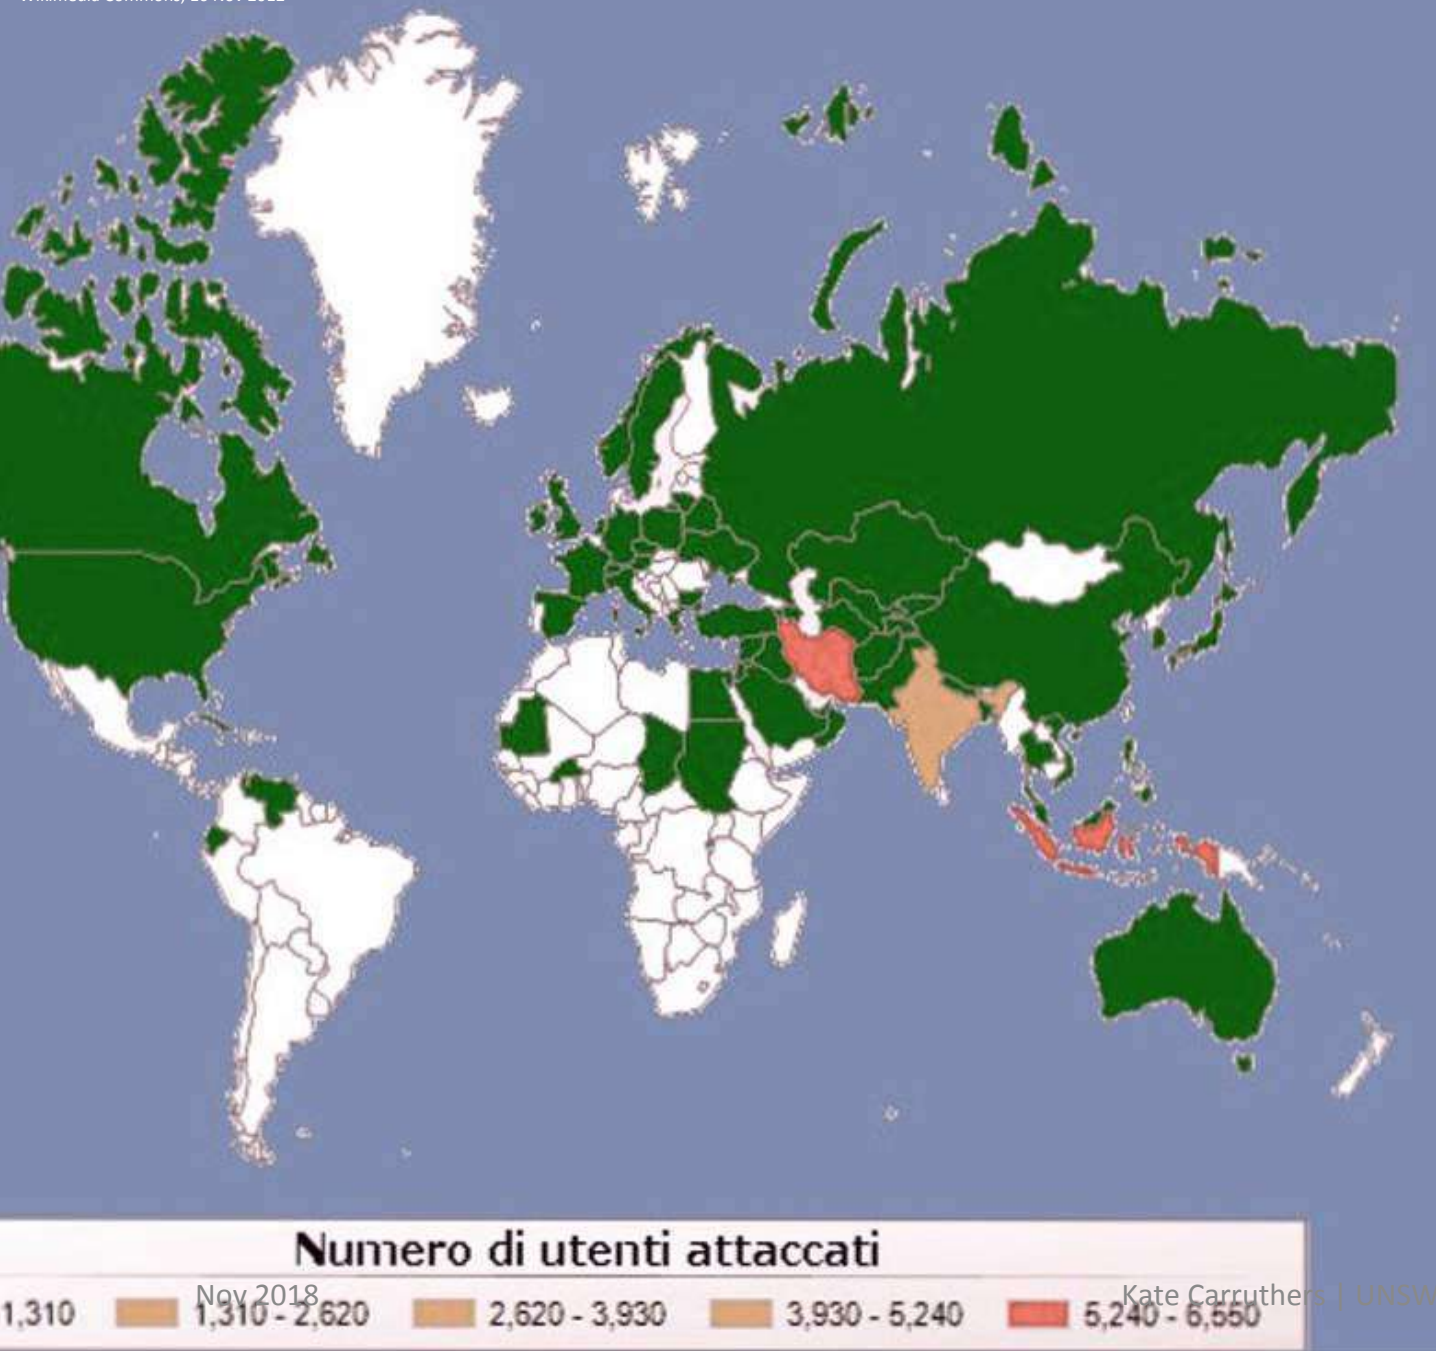 Numero di utenti attaccati
1,310 1,310 - 2,620 2,620 - 3,930 3,930 - 5,240 5,240 - 6,550
Nov 2018
Kate Carruthers | UNSW